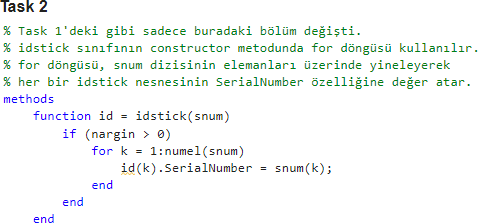 Task 2
% Task 1'deki gibi sadece buradaki bölüm değişti.
% idstick sınıfının constructor metodunda for döngüsü kullanılır.
% for döngüsü, snum dizisinin elemanları üzerinde yineleyerek
% her bir idstick nesnesinin SerialNumber özelliğine değer atar.
methods
    function id = idstick(snum)
        if (nargin > 0)
            for k = 1:numel(snum)
                id(k).SerialNumber = snum(k);
            end
        end
    end